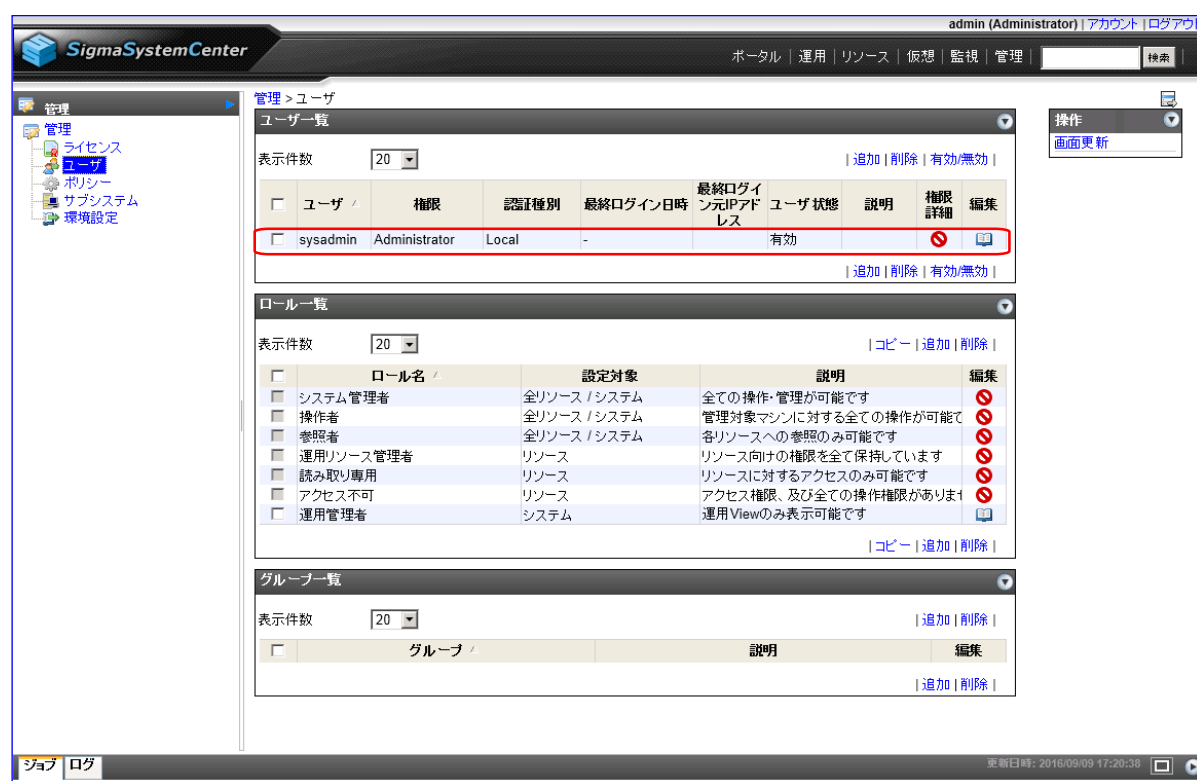 admin (Administrator) | アカウント | ログアウト
SigmaSystemCenter
ポータル | 運用 | リソース | 仮想 | 監視 | 管理 | 検索 |
管理
管理
ライセンス
ユーザ
ポリシー
サブシステム
環境設定
管理 > ユーザ
ユーザ一覧
表示件数 20 | 追加 | 削除 | 有効/無効 |
ユーザ 権限 認証種別 最終ログイン日時 最終ログイン元IPアドレス ユーザ状態 説明 権限詳細 編集
sysadmin Administrator Local - 有効
| 追加 | 削除 | 有効/無効 |
ロール一覧
表示件数 20 | コピー | 追加 | 削除 |
ロール名 設定対象 説明 編集
システム管理者 全リソース / システム 全ての操作・管理が可能です
操作者 全リソース / システム 管理対象マシンに対する全ての操作が可能で
参照者 全リソース / システム 各リソースへの参照のみ可能です
運用リソース管理者 リソース リソース向けの権限を全て保持しています
読み取り専用 リソース リソースに対するアクセスのみ可能です
アクセス不可 リソース アクセス権限、及び全ての操作権限がありませ
運用管理者 システム 運用Viewのみ表示可能です
| コピー | 追加 | 削除 |
グループ一覧
表示件数 20 | 追加 | 削除 |
グループ 説明 編集
| 追加 | 削除 |
操作
画面更新
ジョブ ログ
更新日時: 2016/09/09 17:20:38